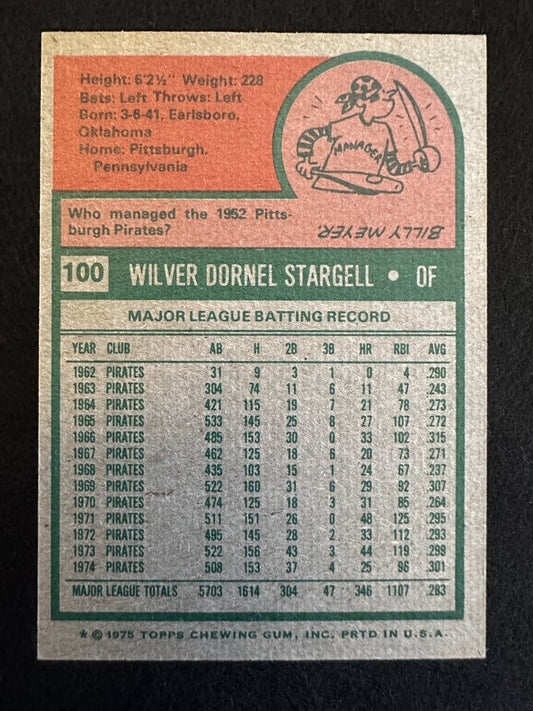 Height: 6'2½" Weight: 228
Bats: Left Throws: Left
Born: 3-6-41, Earlsboro,
Oklahoma
Home: Pittsburgh,
Pennsylvania
MANAGER
Who managed the 1952 Pitts-
burgh Pirates?
BILLY MEYER.
100 WILVER DORNEL STARGELL • OF
MAJOR LEAGUE BATTING RECORD
YEAR CLUB AB H 2B 3B HR RBI AVG
1962 PIRATES 31 9 3 1 0 4 .290
1963 PIRATES 304 74 11 6 11 47 .243
1964 PIRATES 421 115 19 7 21 78 .273
1965 PIRATES 533 145 25 8 27 107 .272
1966 PIRATES 485 153 30 0 33 102 .315
1967 PIRATES 462 125 18 6 20 73 .271
1968 PIRATES 453 107 15 1 24 67 .237
1969 PIRATES 522 160 31 6 29 92 .307
1970 PIRATES 474 125 18 3 31 85 .264
1971 PIRATES 511 151 26 0 48 125 .295
1972 PIRATES 495 145 28 2 33 112 .293
1973 PIRATES 522 156 43 3 44 119 .299
1974 PIRATES 508 153 37 4 25 96 .301
MAJOR LEAGUE TOTALS 5703 1614 304 47 346 1107 .283
★ © 1975 TOPPS CHEWING GUM, INC. PRTD IN U.S.A.